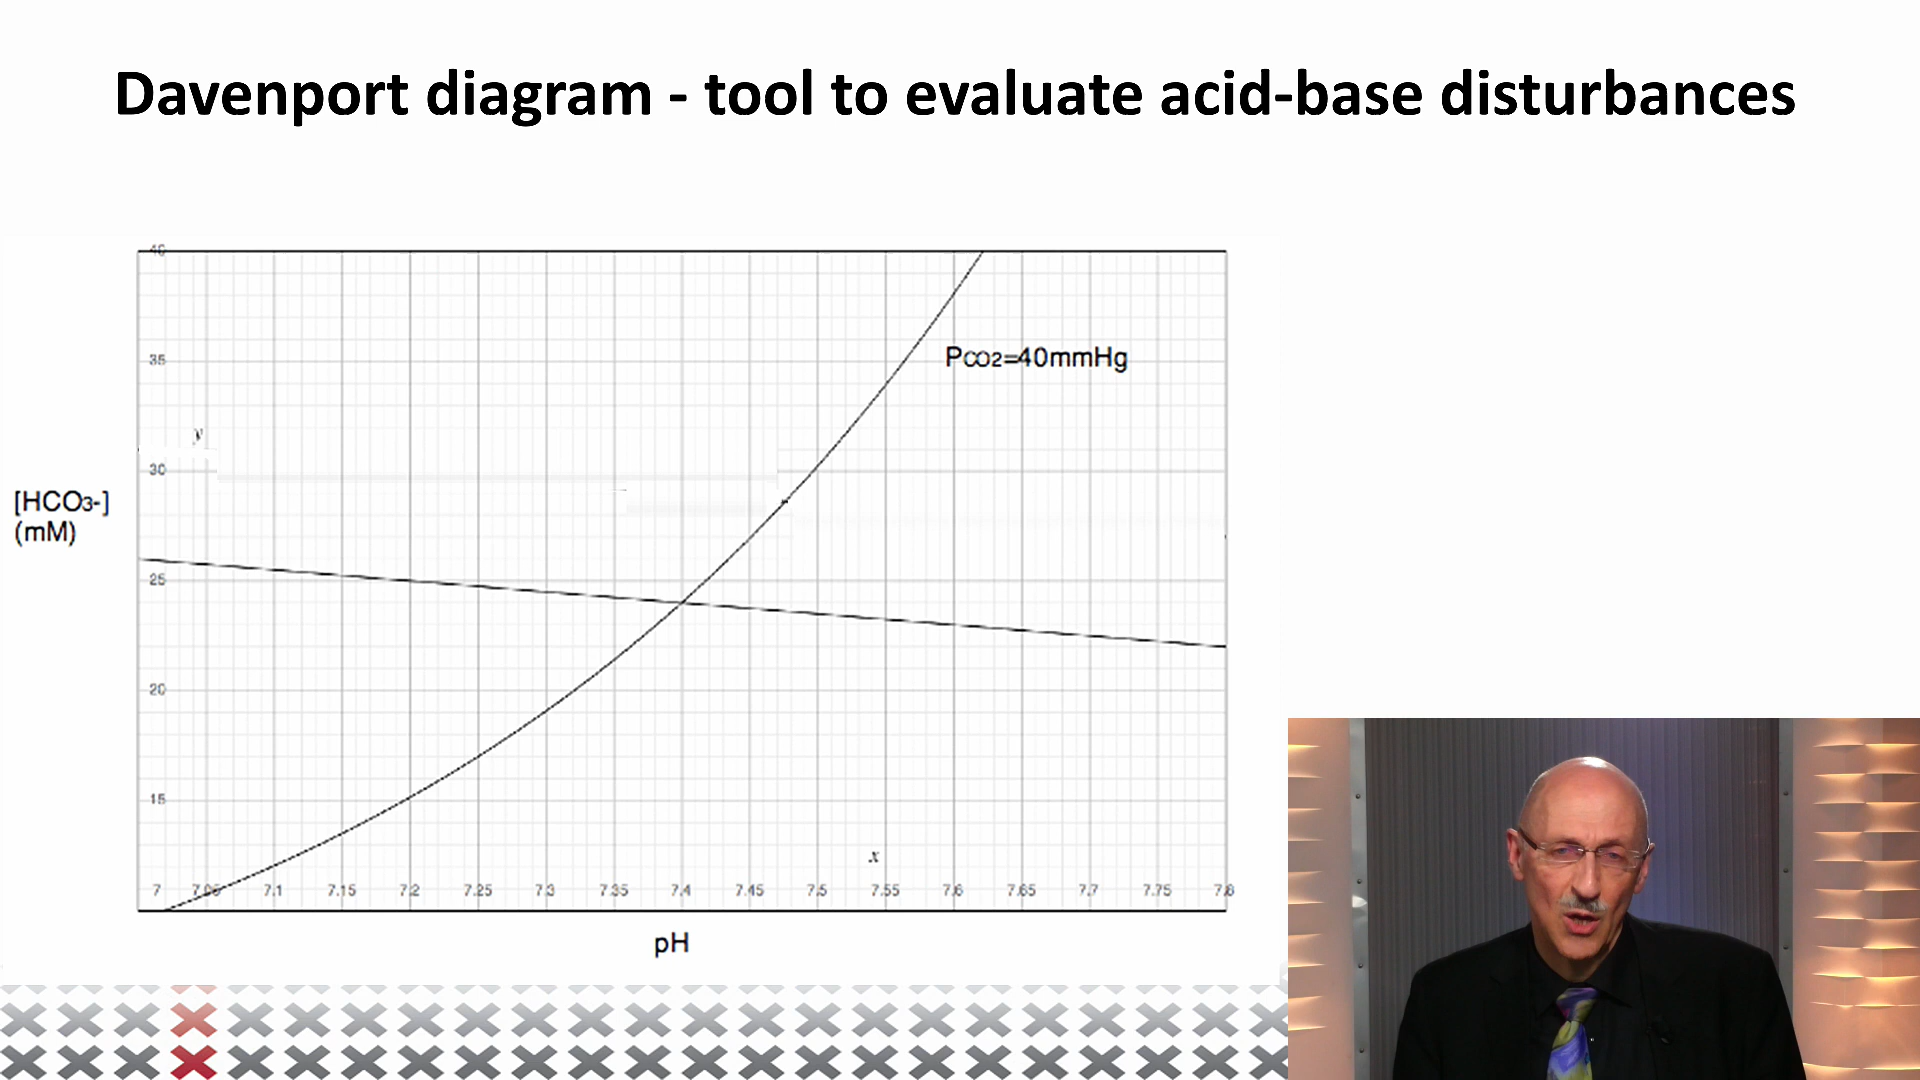 Davenport diagram - tool to evaluate acid-base disturbances
40
35
PCO2=40mmHg
y
30
[HCO3-]
(mM)
25
20
15
x
7 7.05 7.1 7.15 7.2 7.25 7.3 7.35 7.4 7.45 7.5 7.55 7.6 7.65 7.7 7.75 7.8
pH